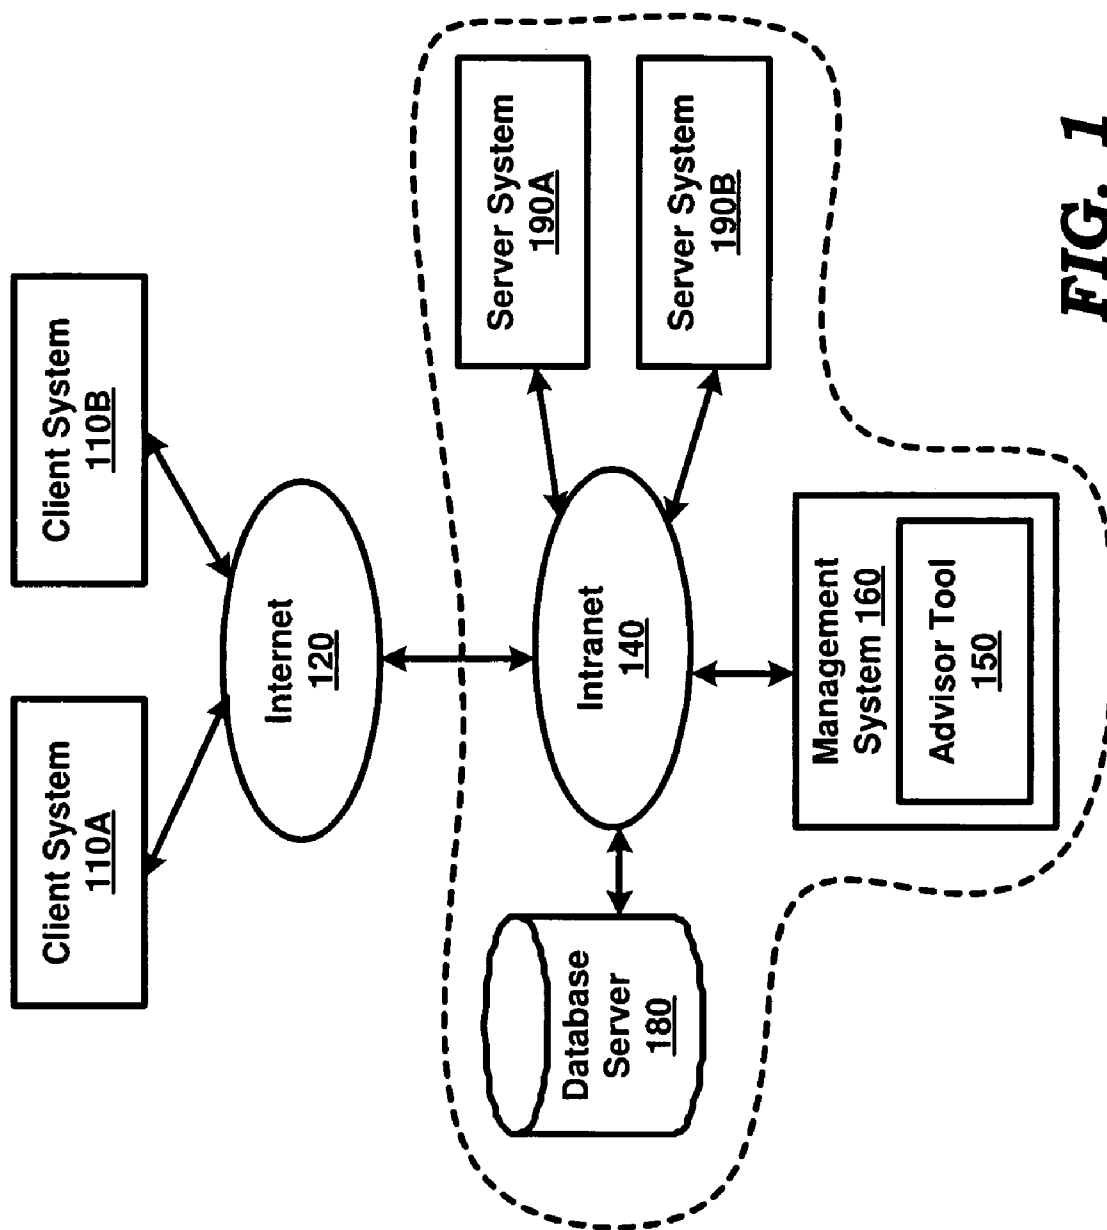 Client System
110A
Client System
110B
Internet
120
Database
Server
180
Intranet
140
Server System
190A
Server System
190B
Management
System 160
Advisor Tool
150
FIG. 1